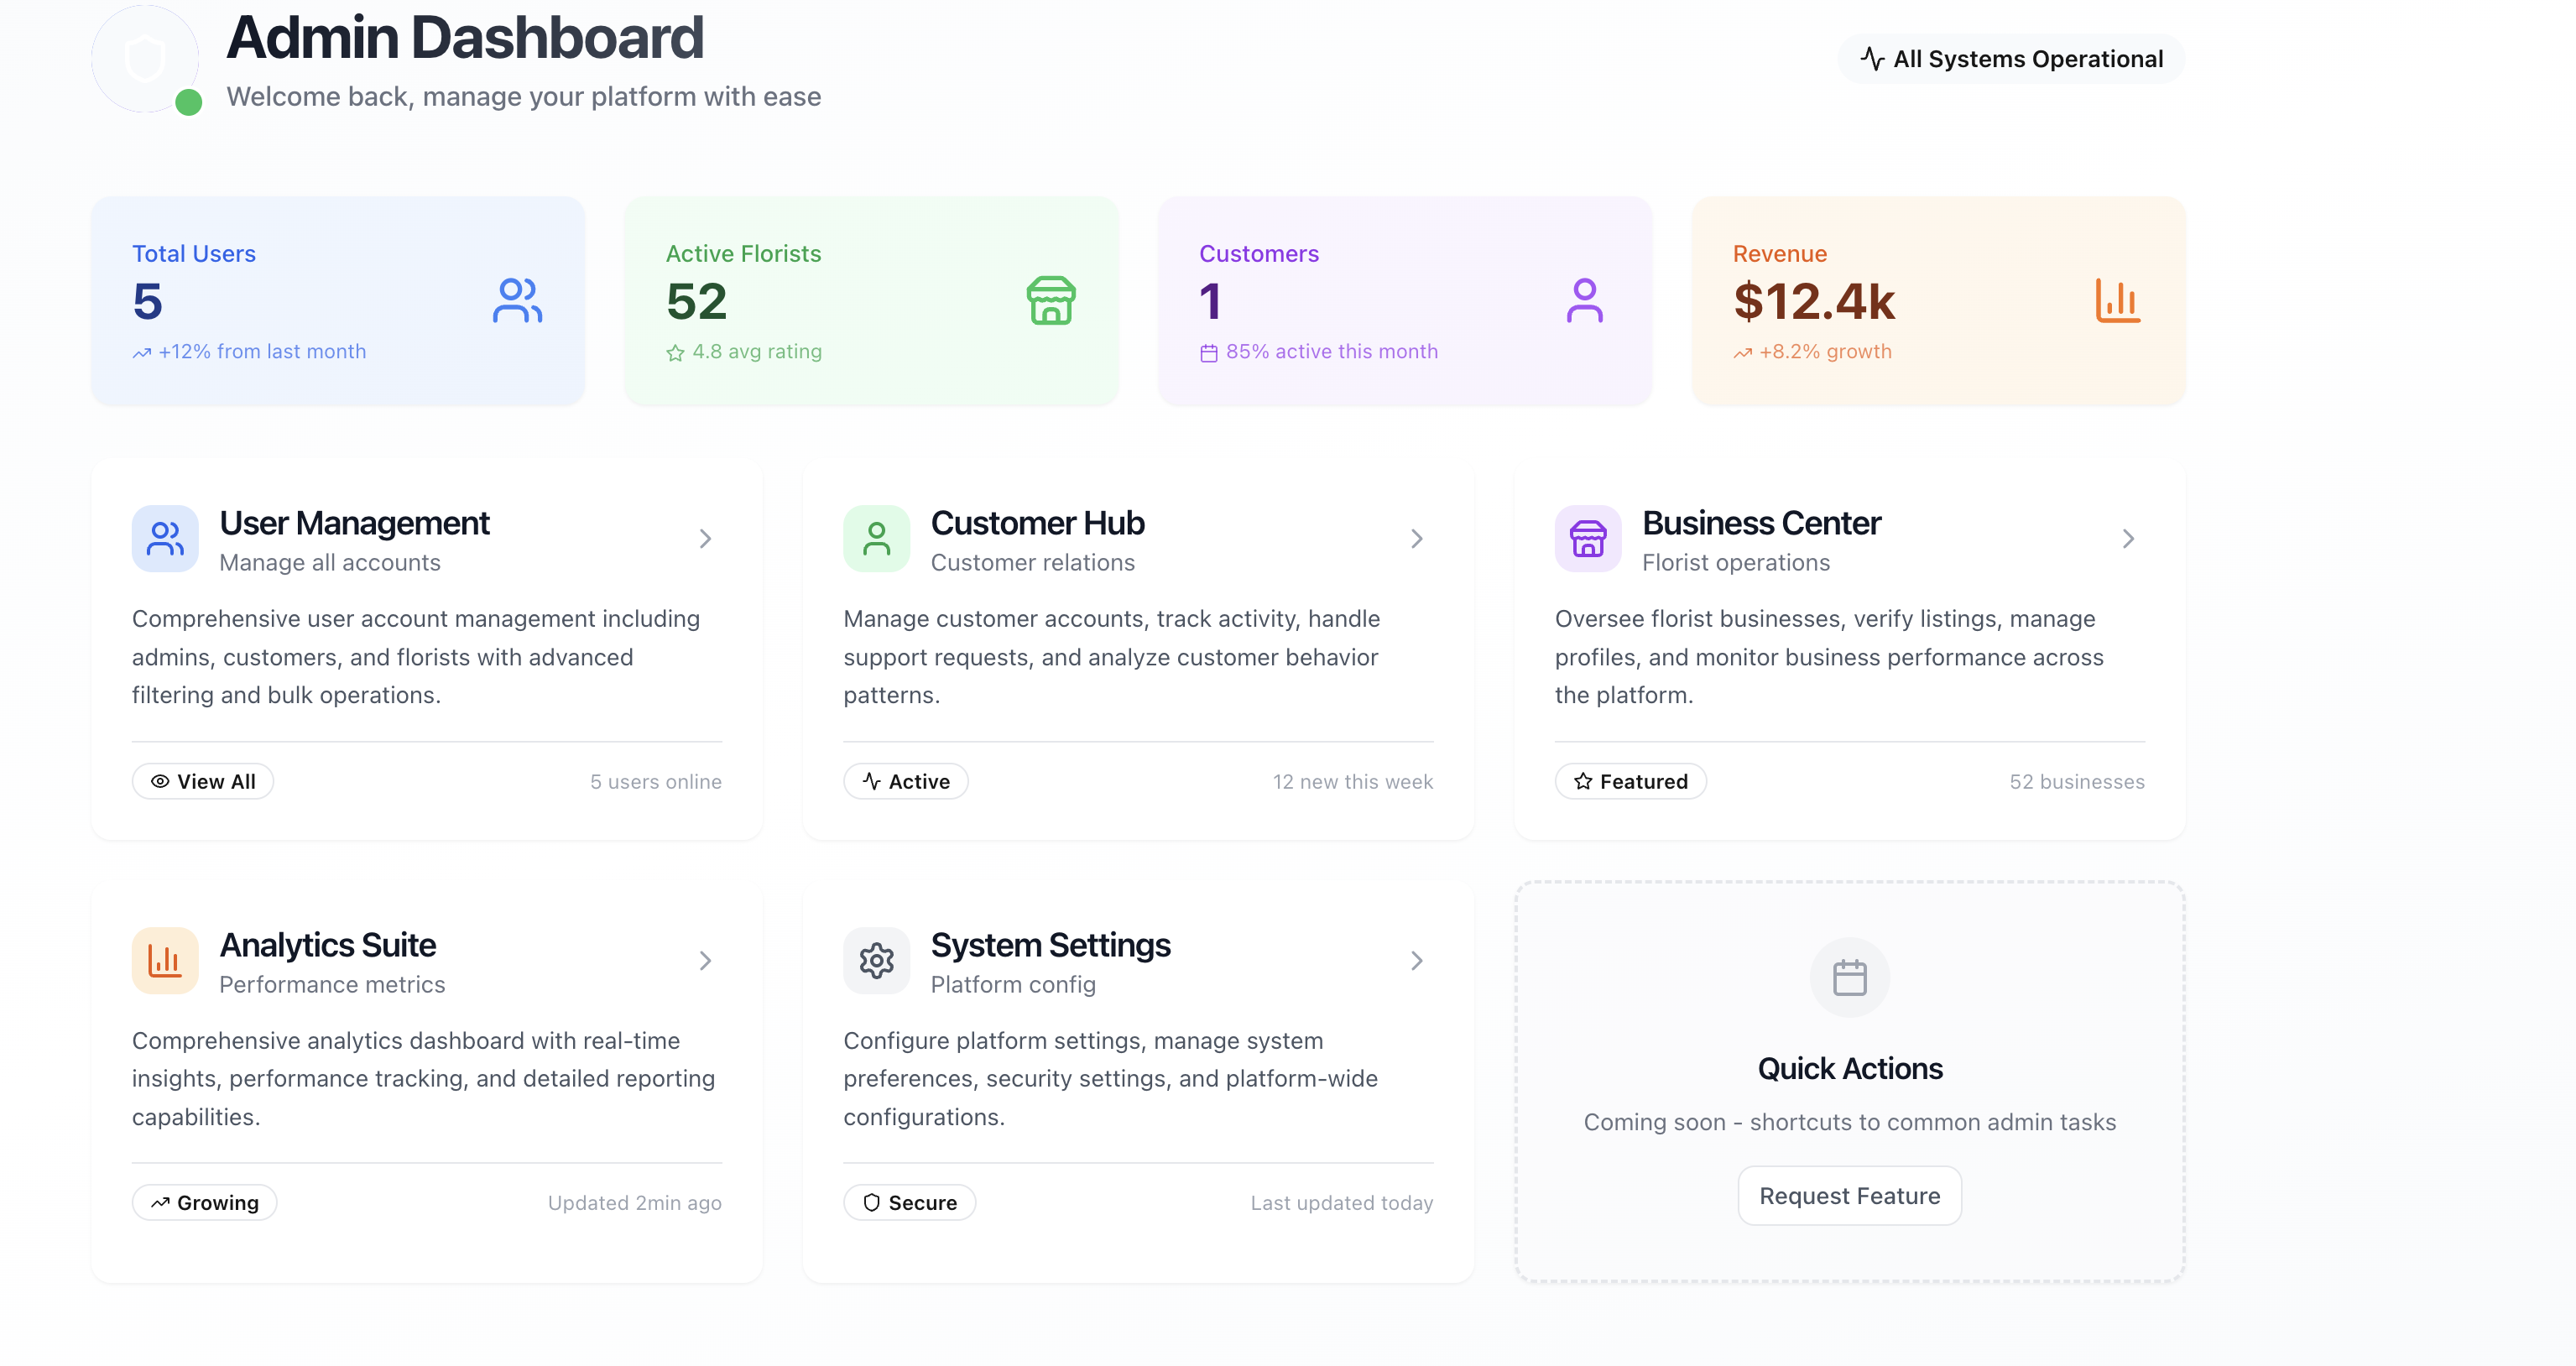 Admin Dashboard
Welcome back, manage your platform with ease
All Systems Operational
Total Users
5
+12% from last month
Active Florists
52
4.8 avg rating
Customers
1
85% active this month
Revenue
$12.4k
+8.2% growth
User Management
Manage all accounts
Comprehensive user account management including
admins, customers, and florists with advanced
filtering and bulk operations.
View All
5 users online
Customer Hub
Customer relations
Manage customer accounts, track activity, handle
support requests, and analyze customer behavior
patterns.
Active
12 new this week
Business Center
Florist operations
Oversee florist businesses, verify listings, manage
profiles, and monitor business performance across
the platform.
Featured
52 businesses
Analytics Suite
Performance metrics
Comprehensive analytics dashboard with real-time
insights, performance tracking, and detailed reporting
capabilities.
Growing
Updated 2min ago
System Settings
Platform config
Configure platform settings, manage system
preferences, security settings, and platform-wide
configurations.
Secure
Last updated today
Quick Actions
Coming soon - shortcuts to common admin tasks
Request Feature